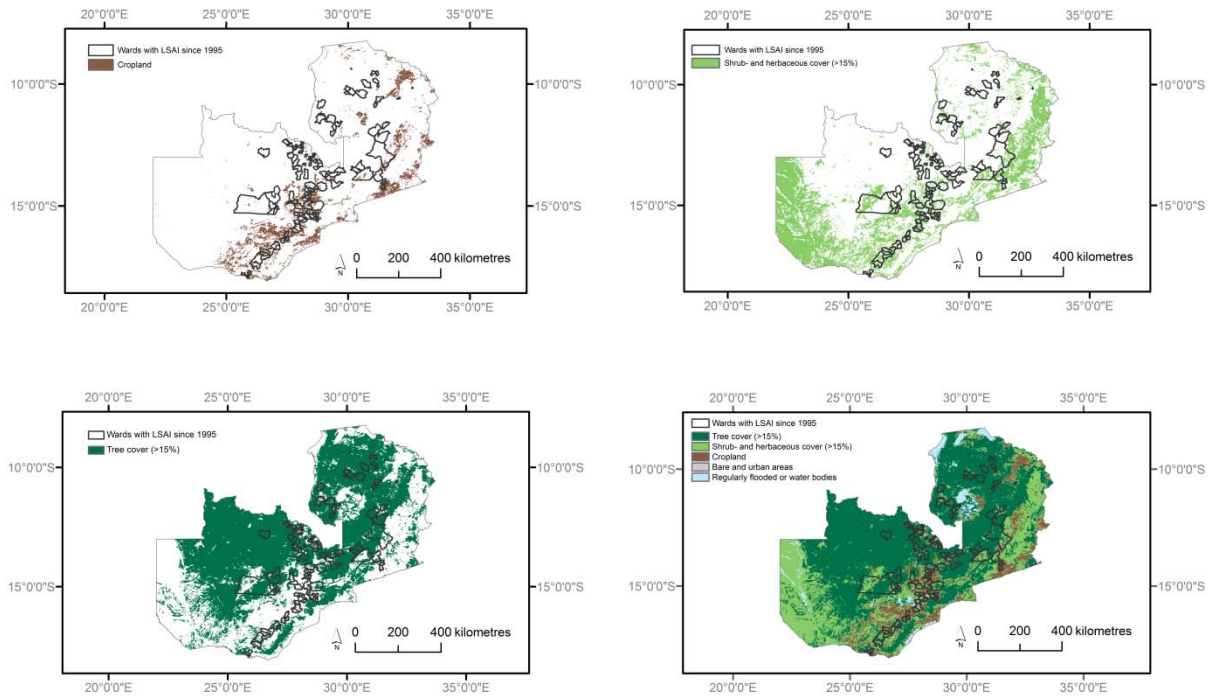 20°0'0"E 25°0'0"E 30°0'0"E 35°0'0"E
Wards with LSAI since 1995
Cropland
10°0'0"S 10°0'0"S
15°0'0"S 15°0'0"S
N
0 200 400 kilometres
20°0'0"E 25°0'0"E 30°0'0"E 35°0'0"E
20°0'0"E 25°0'0"E 30°0'0"E 35°0'0"E
Wards with LSAI since 1995
Shrub- and herbaceous cover (>15%)
10°0'0"S 10°0'0"S
15°0'0"S 15°0'0"S
N
0 200 400 kilometres
20°0'0"E 25°0'0"E 30°0'0"E 35°0'0"E
20°0'0"E 25°0'0"E 30°0'0"E 35°0'0"E
Wards with LSAI since 1995
Tree cover (>15%)
10°0'0"S 10°0'0"S
15°0'0"S 15°0'0"S
N
0 200 400 kilometres
20°0'0"E 25°0'0"E 30°0'0"E 35°0'0"E
20°0'0"E 25°0'0"E 30°0'0"E 35°0'0"E
Wards with LSAI since 1995
Tree cover (>15%)
Shrub- and herbaceous cover (>15%)
Cropland
Bare and urban areas
Regularly flooded or water bodies
10°0'0"S 10°0'0"S
15°0'0"S 15°0'0"S
N
0 200 400 kilometres
20°0'0"E 25°0'0"E 30°0'0"E 35°0'0"E